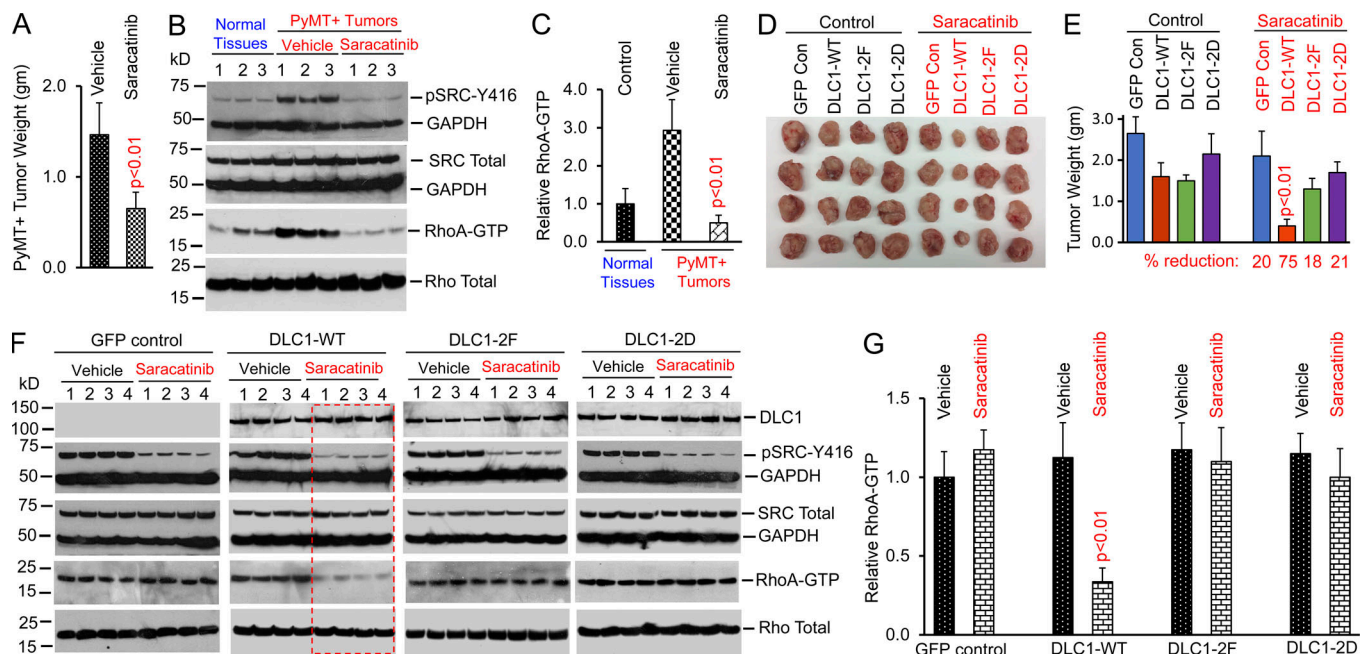 A
PyMT+ Tumor Weight (gm)
2.0
1.0
0.0
Vehicle
Saracatinib
p<0.01
B
Normal
Tissues
PyMT+ Tumors
Vehicle
Saracatinib
kD
1 2 3 1 2 3 1 2 3
75
50
pSRC-Y416
GAPDH
75
50
SRC Total
GAPDH
25
15
RhoA-GTP
25
15
Rho Total
C
Relative RhoA-GTP
4.0
3.0
2.0
1.0
0.0
Control
Vehicle
Saracatinib
p<0.01
Normal
Tissues
PyMT+
Tumors
D
Control
Saracatinib
GFP Con
DLC1-WT
DLC1-2F
DLC1-2D
GFP Con
DLC1-WT
DLC1-2F
DLC1-2D
E
Control
Saracatinib
GFP Con
DLC1-WT
DLC1-2F
DLC1-2D
GFP Con
DLC1-WT
DLC1-2F
DLC1-2D
Tumor Weight (gm)
3.0
2.0
1.0
0.0
p<0.01
% reduction: 20 75 18 21
F
GFP control
DLC1-WT
DLC1-2F
DLC1-2D
Vehicle Saracatinib
Vehicle Saracatinib
Vehicle Saracatinib
Vehicle Saracatinib
kD
1 2 3 4 1 2 3 4
1 2 3 4 1 2 3 4
1 2 3 4 1 2 3 4
1 2 3 4 1 2 3 4
150
100
DLC1
75
50
pSRC-Y416
GAPDH
75
50
SRC Total
GAPDH
25
15
RhoA-GTP
25
15
Rho Total
G
Relative RhoA-GTP
1.5
1.0
0.5
0.0
Vehicle
Saracatinib
Vehicle
Saracatinib
Vehicle
Saracatinib
Vehicle
Saracatinib
p<0.01
GFP control
DLC1-WT
DLC1-2F
DLC1-2D